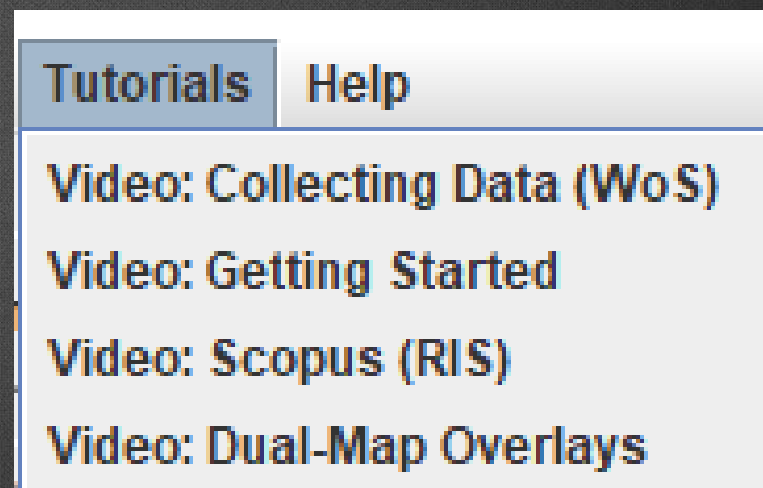 Tutorials Help
Video: Collecting Data (WoS)
Video: Getting Started
Video: Scopus (RIS)
Video: Dual-Map Overlays